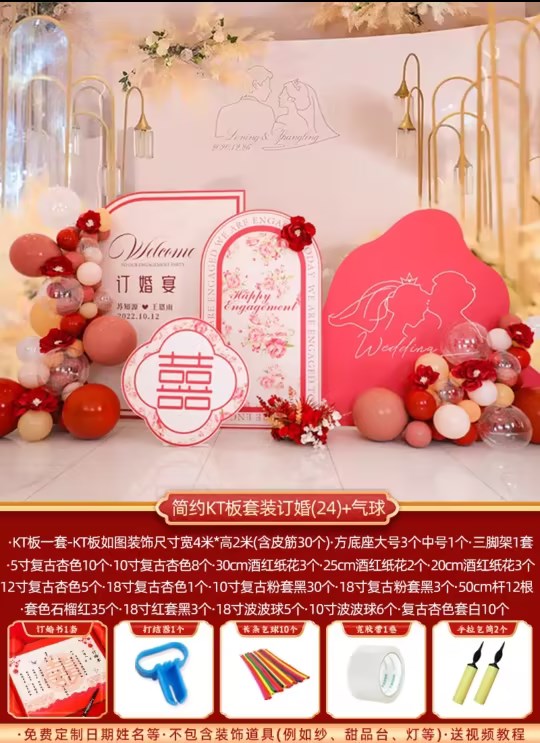 Welcome
TO OUR ENGAGEMENT PARTY
订婚宴
苏知源 ❤ 王恩雨
2022.10.12
WE ARE ENGAGED
Happy
Engagement
囍
Wedding
简约KT板套装订婚(24)+气球
·KT板一套-KT板如图装饰尺寸宽4米*高2米(含皮筋30个)·方底座大号3个中号1个·三脚架1套
·5寸复古杏色10个·10寸复古杏色8个·30cm酒红纸花3个·25cm酒红纸花2个·20cm酒红纸花3个
12寸复古杏色5个·18寸复古杏色1个·10寸复古粉套黑30个·18寸复古粉套黑3个·50cm杆12根
·套色石榴红35个·18寸红套黑3个·18寸波波球5个·10寸波波球6个·复古杏色套白10个
订婚书1套
打结器1个
长条气球10个
宽胶带1卷
手拉气筒2个
·免费定制日期姓名等·不包含装饰道具(例如纱、甜品台、灯等)·送视频教程